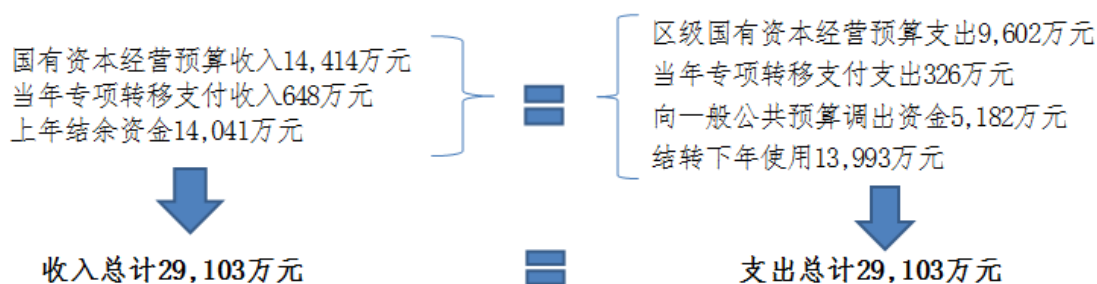 国有资本经营预算收入14,414万元
当年专项转移支付收入648万元
上年结余资金14,041万元
区级国有资本经营预算支出9,602万元
当年专项转移支付支出326万元
向一般公共预算调出资金5,182万元
结转下年使用13,993万元
收入总计29,103万元
支出总计29,103万元